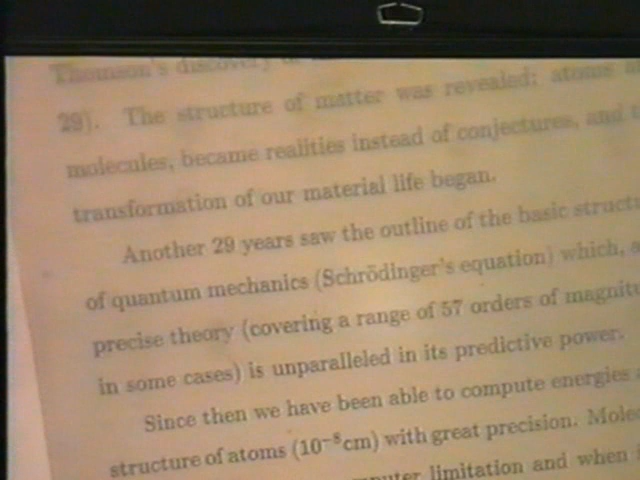 Thomson's discovery
29). The structure of matter was revealed: atoms
molecules, became realities instead of conjectures, and
transformation of our material life began.
Another 29 years saw the outline of the basic
of quantum mechanics (Schrödinger's equation) which,
precise theory (covering a range of 57 orders of
in some cases) is unparalleled in its predictive power.
Since then we have been able to compute energies
structure of atoms (10⁻⁸cm) with great precision.
limitation and when